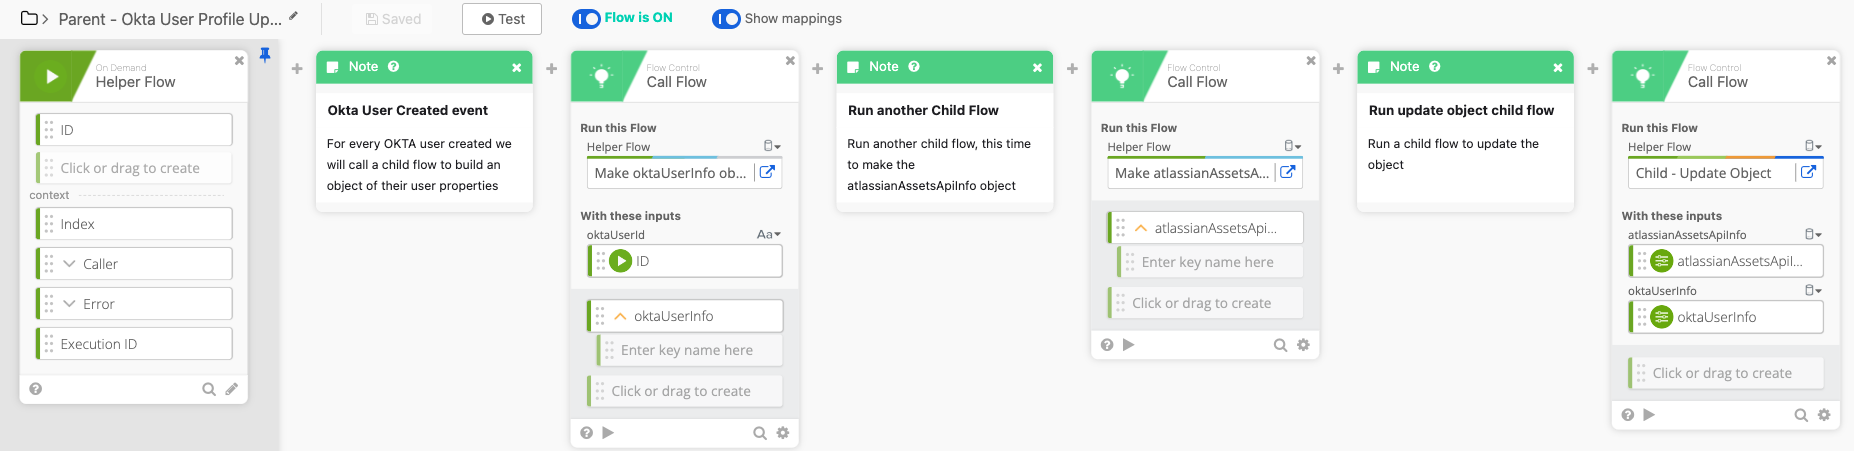 Parent - Okta User Profile Up...
Saved
Test
Flow is ON
Show mappings
On Demand
Helper Flow
ID
Click or drag to create
context
Index
Caller
Error
Execution ID
Note
Okta User Created event
For every OKTA user created we
will call a child flow to build an
object of their user properties
Flow Control
Call Flow
Run this Flow
Helper Flow
Make oktaUserInfo ob...
With these inputs
oktaUserId
Aa
ID
oktaUserInfo
Enter key name here
Click or drag to create
Note
Run another Child Flow
Run another child flow, this time
to make the
atlassianAssetsApiInfo object
Flow Control
Call Flow
Run this Flow
Helper Flow
Make atlassianAssetsA...
atlassianAssetsApi...
Enter key name here
Click or drag to create
Note
Run update object child flow
Run a child flow to update the
object
Flow Control
Call Flow
Run this Flow
Helper Flow
Child - Update Object
With these inputs
atlassianAssetsApiInfo
atlassianAssetsApiI...
oktaUserInfo
oktaUserInfo
Click or drag to create